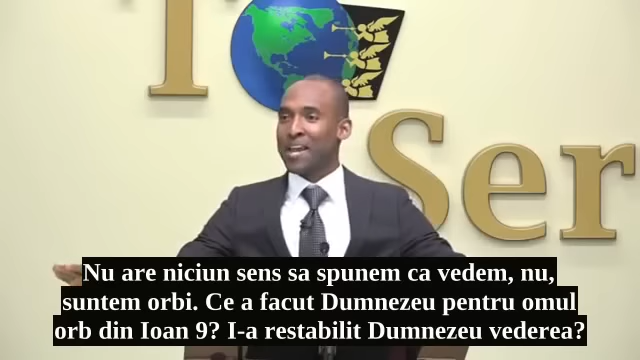 T
Ser
Nu are niciun sens sa spunem ca vedem, nu,
suntem orbi. Ce a facut Dumnezeu pentru omul
orb din Ioan 9? I-a restabilit Dumnezeu vederea?